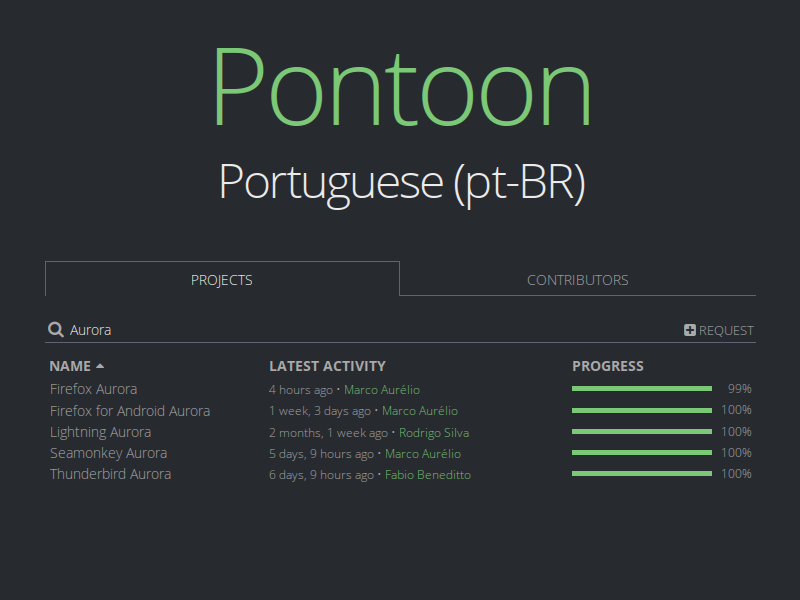 Pontoon
Portuguese (pt-BR)
PROJECTS CONTRIBUTORS
Aurora REQUEST
NAME LATEST ACTIVITY PROGRESS
Firefox Aurora 4 hours ago • Marco Aurélio 99%
Firefox for Android Aurora 1 week, 3 days ago • Marco Aurélio 100%
Lightning Aurora 2 months, 1 week ago • Rodrigo Silva 100%
Seamonkey Aurora 5 days, 9 hours ago • Marco Aurélio 100%
Thunderbird Aurora 6 days, 9 hours ago • Fabio Beneditto 100%